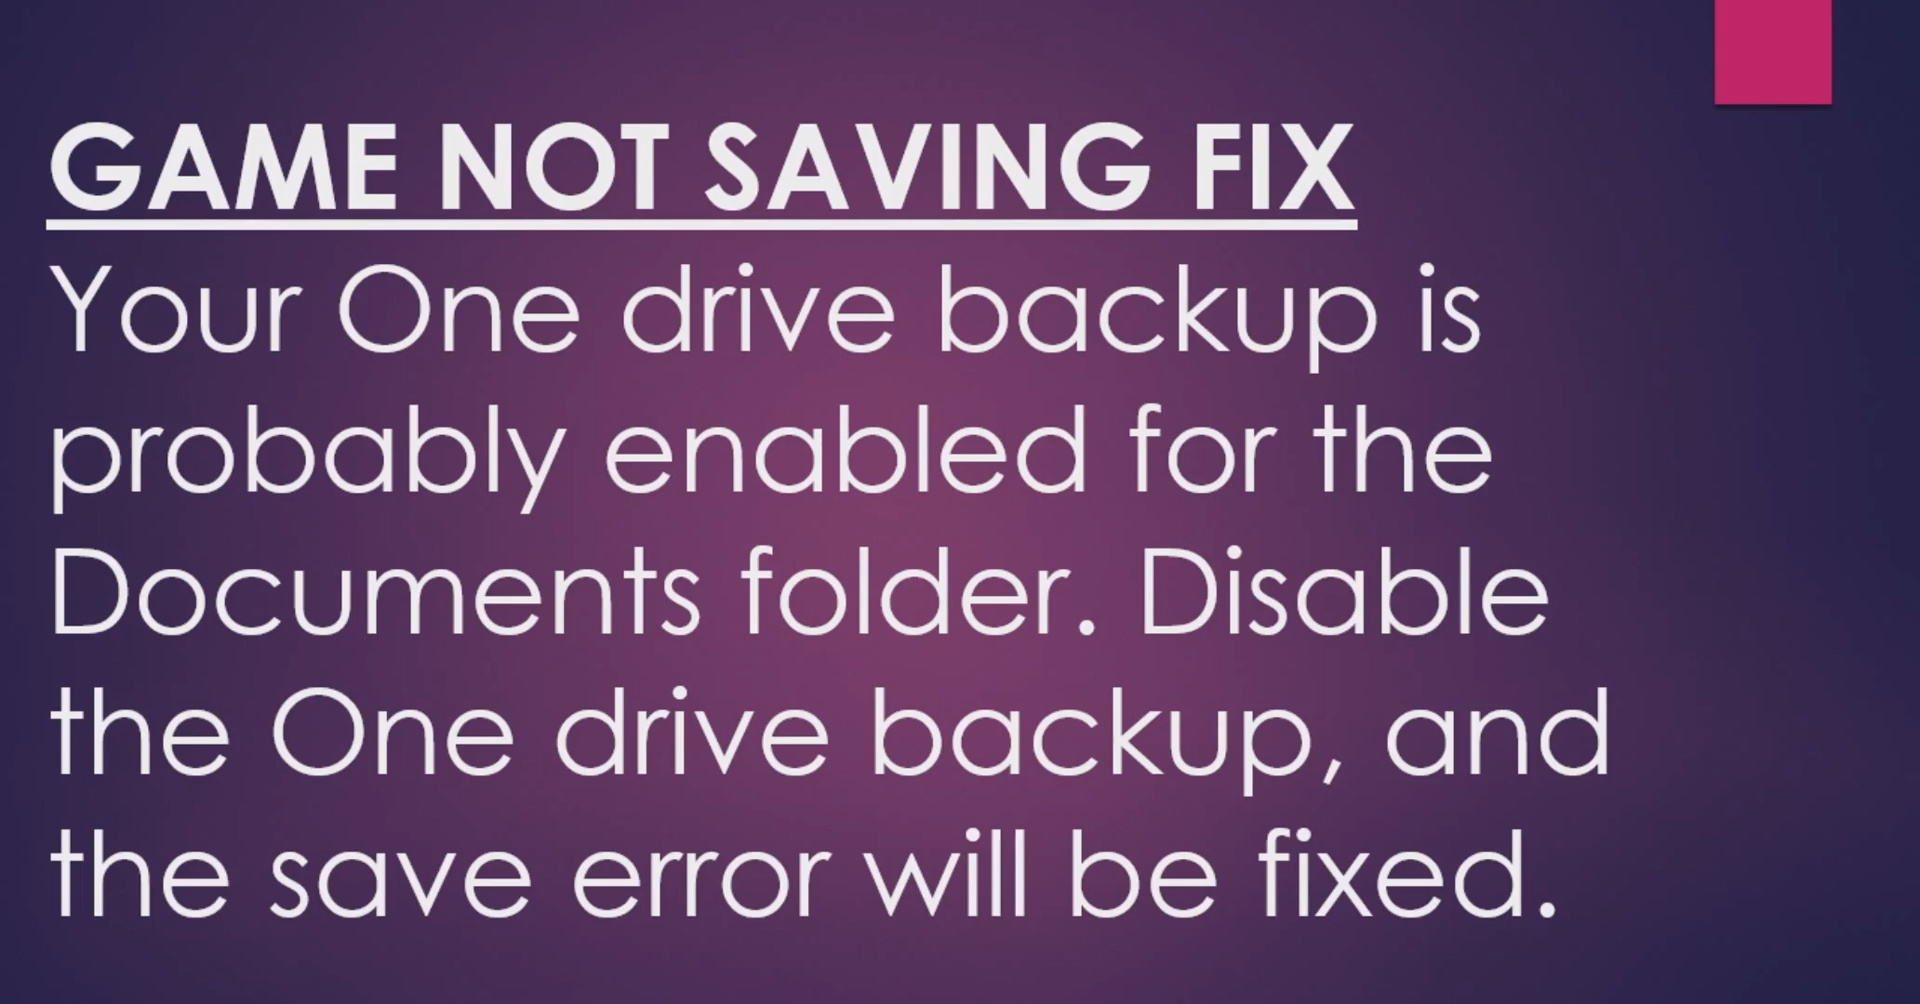 GAME NOT SAVING FIX
Your One drive backup is
probably enabled for the
Documents folder. Disable
the One drive backup, and
the save error will be fixed.